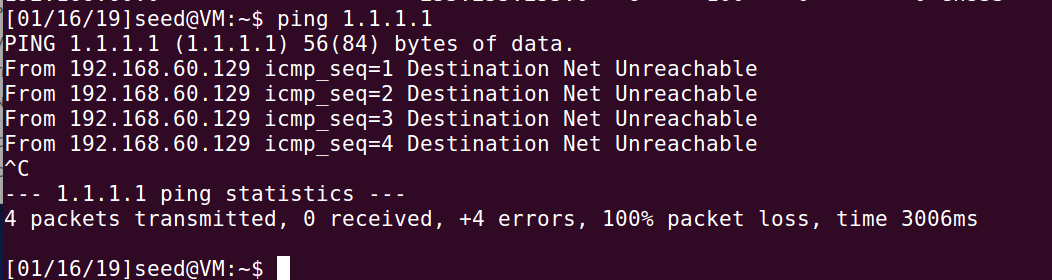 [01/16/19]seed@VM:~$ ping 1.1.1.1
PING 1.1.1.1 (1.1.1.1) 56(84) bytes of data.
From 192.168.60.129 icmp_seq=1 Destination Net Unreachable
From 192.168.60.129 icmp_seq=2 Destination Net Unreachable
From 192.168.60.129 icmp_seq=3 Destination Net Unreachable
From 192.168.60.129 icmp_seq=4 Destination Net Unreachable
^C
--- 1.1.1.1 ping statistics ---
4 packets transmitted, 0 received, +4 errors, 100% packet loss, time 3006ms
[01/16/19]seed@VM:~$